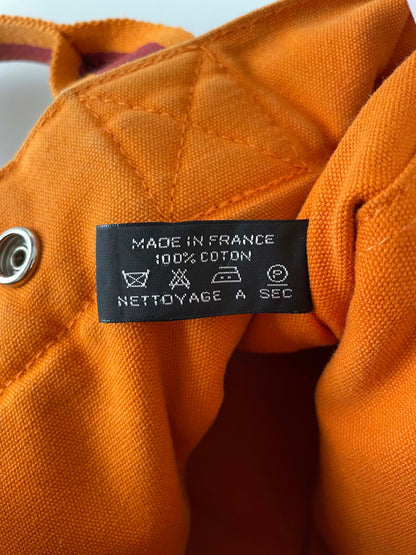 MADE IN FRANCE
100% COTON
P
NETTOYAGE A SEC